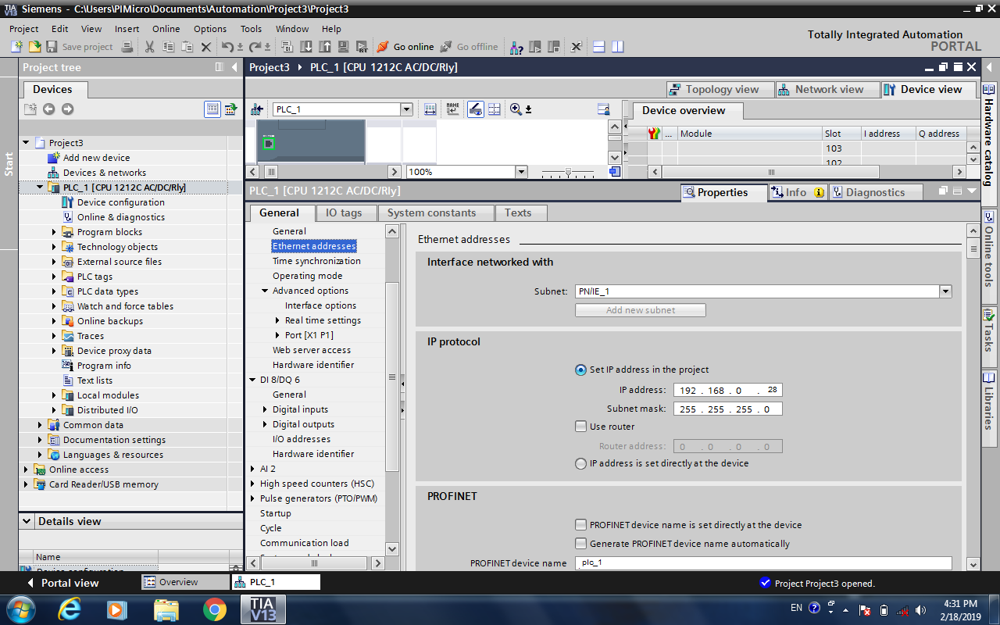 TIA V13 Siemens - C:\Users\PIMicro\Documents\Automation\Project3\Project3
Project Edit View Insert Online Options Tools Window Help
Totally Integrated Automation
PORTAL
Save project Go online Go offline
Project tree
Project3 PLC_1 [CPU 1212C AC/DC/Rly]
Devices
Topology view Network view Device view
PLC_1
NAME
Device overview
... Module Slot I address Q address
103
102
100%
Start
Project3
Add new device
Devices & networks
PLC_1 [CPU 1212C AC/DC/Rly]
Device configuration
Online & diagnostics
Program blocks
Technology objects
External source files
PLC tags
PLC data types
Watch and force tables
Online backups
Traces
Device proxy data
Program info
Text lists
Local modules
Distributed I/O
Common data
Documentation settings
Languages & resources
Online access
Card Reader/USB memory
Details view
Name
Device configuration
PLC_1 [CPU 1212C AC/DC/Rly]
Properties Info Diagnostics
General IO tags System constants Texts
General
Ethernet addresses
Time synchronization
Operating mode
Advanced options
Interface options
Real time settings
Port [X1 P1]
Web server access
Hardware identifier
DI 8/DQ 6
General
Digital inputs
Digital outputs
I/O addresses
Hardware identifier
AI 2
High speed counters (HSC)
Pulse generators (PTO/PWM)
Startup
Cycle
Communication load
Ethernet addresses
Interface networked with
Subnet: PN/IE_1
Add new subnet
IP protocol
Set IP address in the project
IP address: 192 . 168 . 0 . 28
Subnet mask: 255 . 255 . 255 . 0
Use router
Router address: 0 . 0 . 0 . 0
IP address is set directly at the device
PROFINET
PROFINET device name is set directly at the device
Generate PROFINET device name automatically
PROFINET device name plc_1
Hardware catalog
Online tools
Tasks
Libraries
Portal view Overview PLC_1 Project Project3 opened.
TIA V13
EN
4:31 PM
2/18/2019